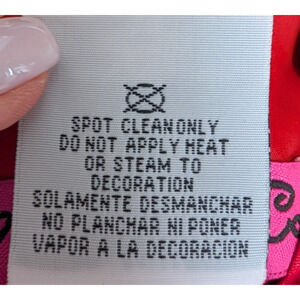 SPOT CLEAN ONLY
DO NOT APPLY HEAT
OR STEAM TO
DECORATION
SOLAMENTE DESMANCHAR
NO PLANCHAR NI PONER
VAPOR A LA DECORACION